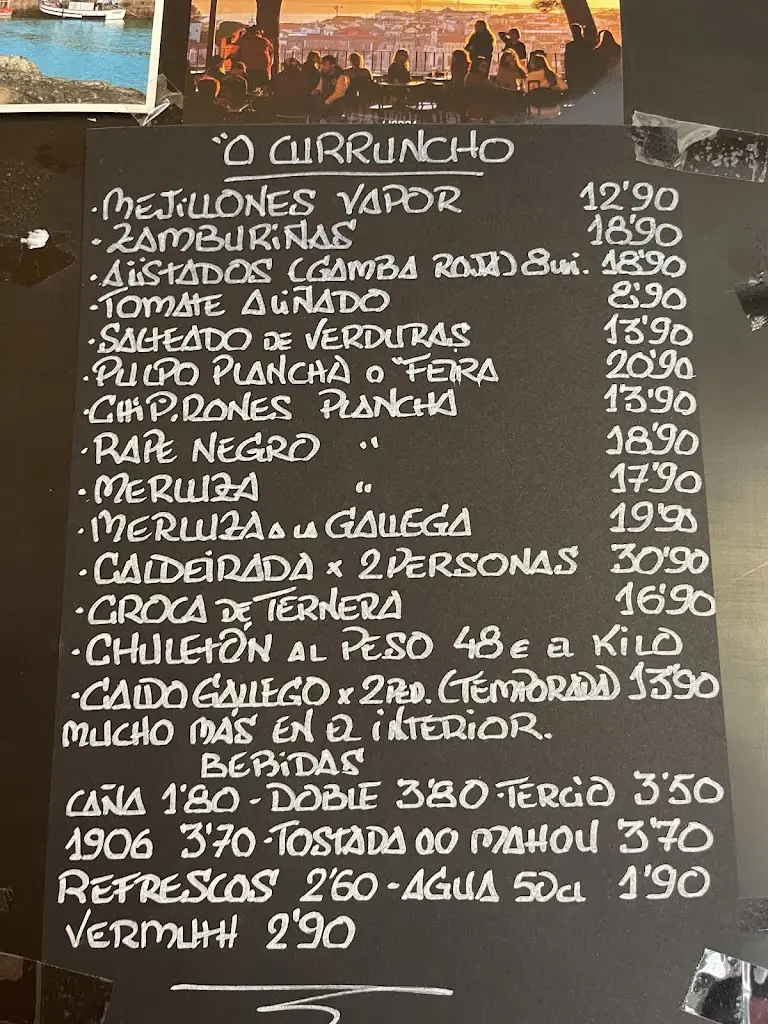 "O CURRUNCHO
·MEJILLONES VAPOR 12'90
·ZAMBURIÑAS 18'90
·ALISTADOS (GAMBA ROJA) 8uni. 18'90
·TOMATE ALIÑADO 8'90
·SALTEADO DE VERDURAS 13'90
·PULPO PLANCHA O "FEIRA 20'90
·CHIPIRONES PLANCHA 13'90
·RAPE NEGRO " 18'90
·MERLUZA " 17'90
·MERLUZA A LA GALLEGA 19'90
·CALDEIRADA x 2 PERSONAS 30'90
·CROCA DE TERNERA 16'90
·CHULETÓN AL PESO 48€ EL KILO
·CALDO GALLEGO x 2 PED. (TEMPORADA) 13'90
MUCHO MÁS EN EL INTERIOR.
BEBIDAS
CAÑA 1'80 - DOBLE 3'80 · TERCIO 3'50
1906 3'70 - TOSTADA 00 MAHOU 3'70
REFRESCOS 2'60 - AGUA 50cl 1'90
VERMUTH 2'90